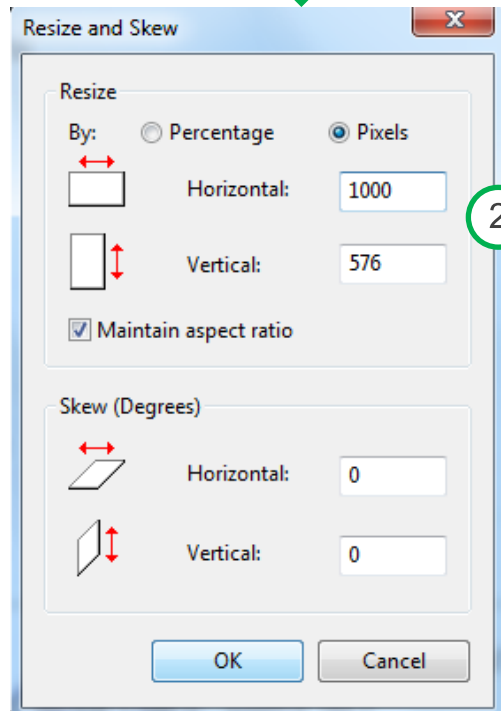 Resize and Skew
Resize
By: Percentage Pixels
Horizontal: 1000
2
Vertical: 576
Maintain aspect ratio
Skew (Degrees)
Horizontal: 0
Vertical: 0
OK Cancel